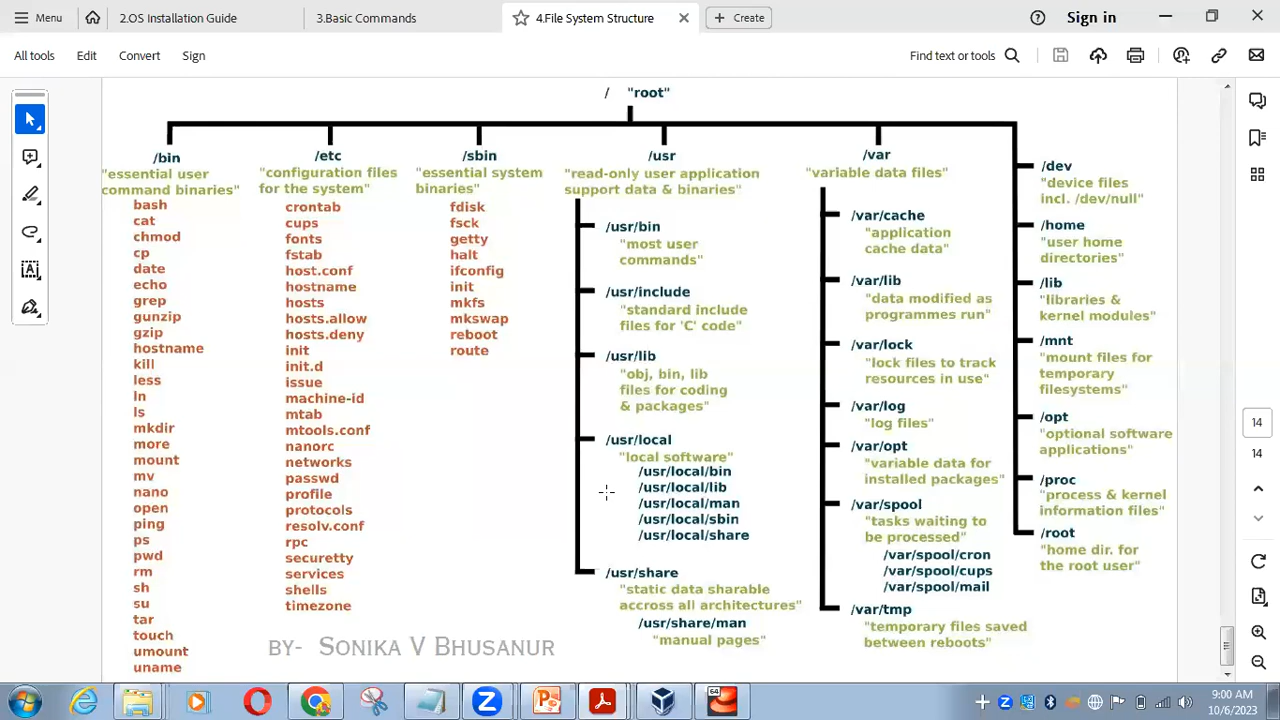 Menu
2.OS Installation Guide
3.Basic Commands
4.File System Structure
Create
Sign in
All tools
Edit
Convert
Sign
Find text or tools
/ "root"
/bin
"essential user
command binaries"
bash
cat
chmod
cp
date
echo
grep
gunzip
gzip
hostname
kill
less
ln
ls
mkdir
more
mount
mv
nano
open
ping
ps
pwd
rm
sh
su
tar
touch
umount
uname
/etc
"configuration files
for the system"
crontab
cups
fonts
fstab
host.conf
hostname
hosts
hosts.allow
hosts.deny
init
init.d
issue
machine-id
mtab
mtools.conf
nanorc
networks
passwd
profile
protocols
resolv.conf
rpc
securetty
services
shells
timezone
/sbin
"essential system
binaries"
fdisk
fsck
getty
halt
ifconfig
init
mkfs
mkswap
reboot
route
/usr
"read-only user application
support data & binaries"
/usr/bin
"most user
commands"
/usr/include
"standard include
files for 'C' code"
/usr/lib
"obj, bin, lib
files for coding
& packages"
/usr/local
"local software"
/usr/local/bin
/usr/local/lib
/usr/local/man
/usr/local/sbin
/usr/local/share
/usr/share
"static data sharable
accross all architectures"
/usr/share/man
"manual pages"
/var
"variable data files"
/var/cache
"application
cache data"
/var/lib
"data modified as
programmes run"
/var/lock
"lock files to track
resources in use"
/var/log
"log files"
/var/opt
"variable data for
installed packages"
/var/spool
"tasks waiting to
be processed"
/var/spool/cron
/var/spool/cups
/var/spool/mail
/var/tmp
"temporary files saved
between reboots"
/dev
"device files
incl. /dev/null"
/home
"user home
directories"
/lib
"libraries &
kernel modules"
/mnt
"mount files for
temporary
filesystems"
/opt
"optional software
applications"
/proc
"process & kernel
information files"
/root
"home dir. for
the root user"
BY- SONIKA V BHUSANUR
14
14
64
9:00 AM
10/6/2023